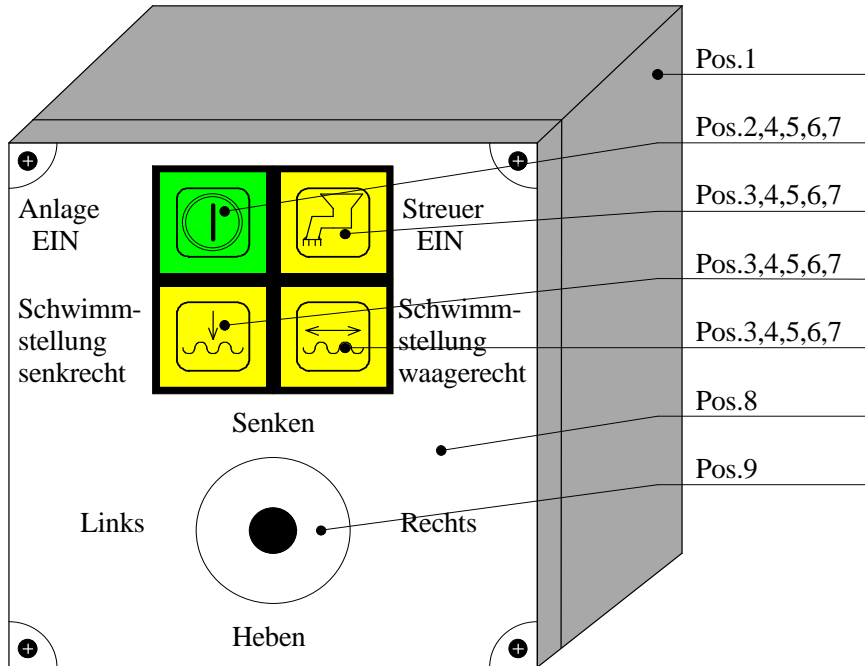 Pos.1
Pos.2,4,5,6,7
Anlage
EIN
Streuer
EIN
Pos.3,4,5,6,7
Pos.3,4,5,6,7
Schwimm-
stellung
senkrecht
Schwimm-
stellung
waagerecht
Pos.3,4,5,6,7
Senken
Pos.8
Pos.9
Links
Rechts
Heben